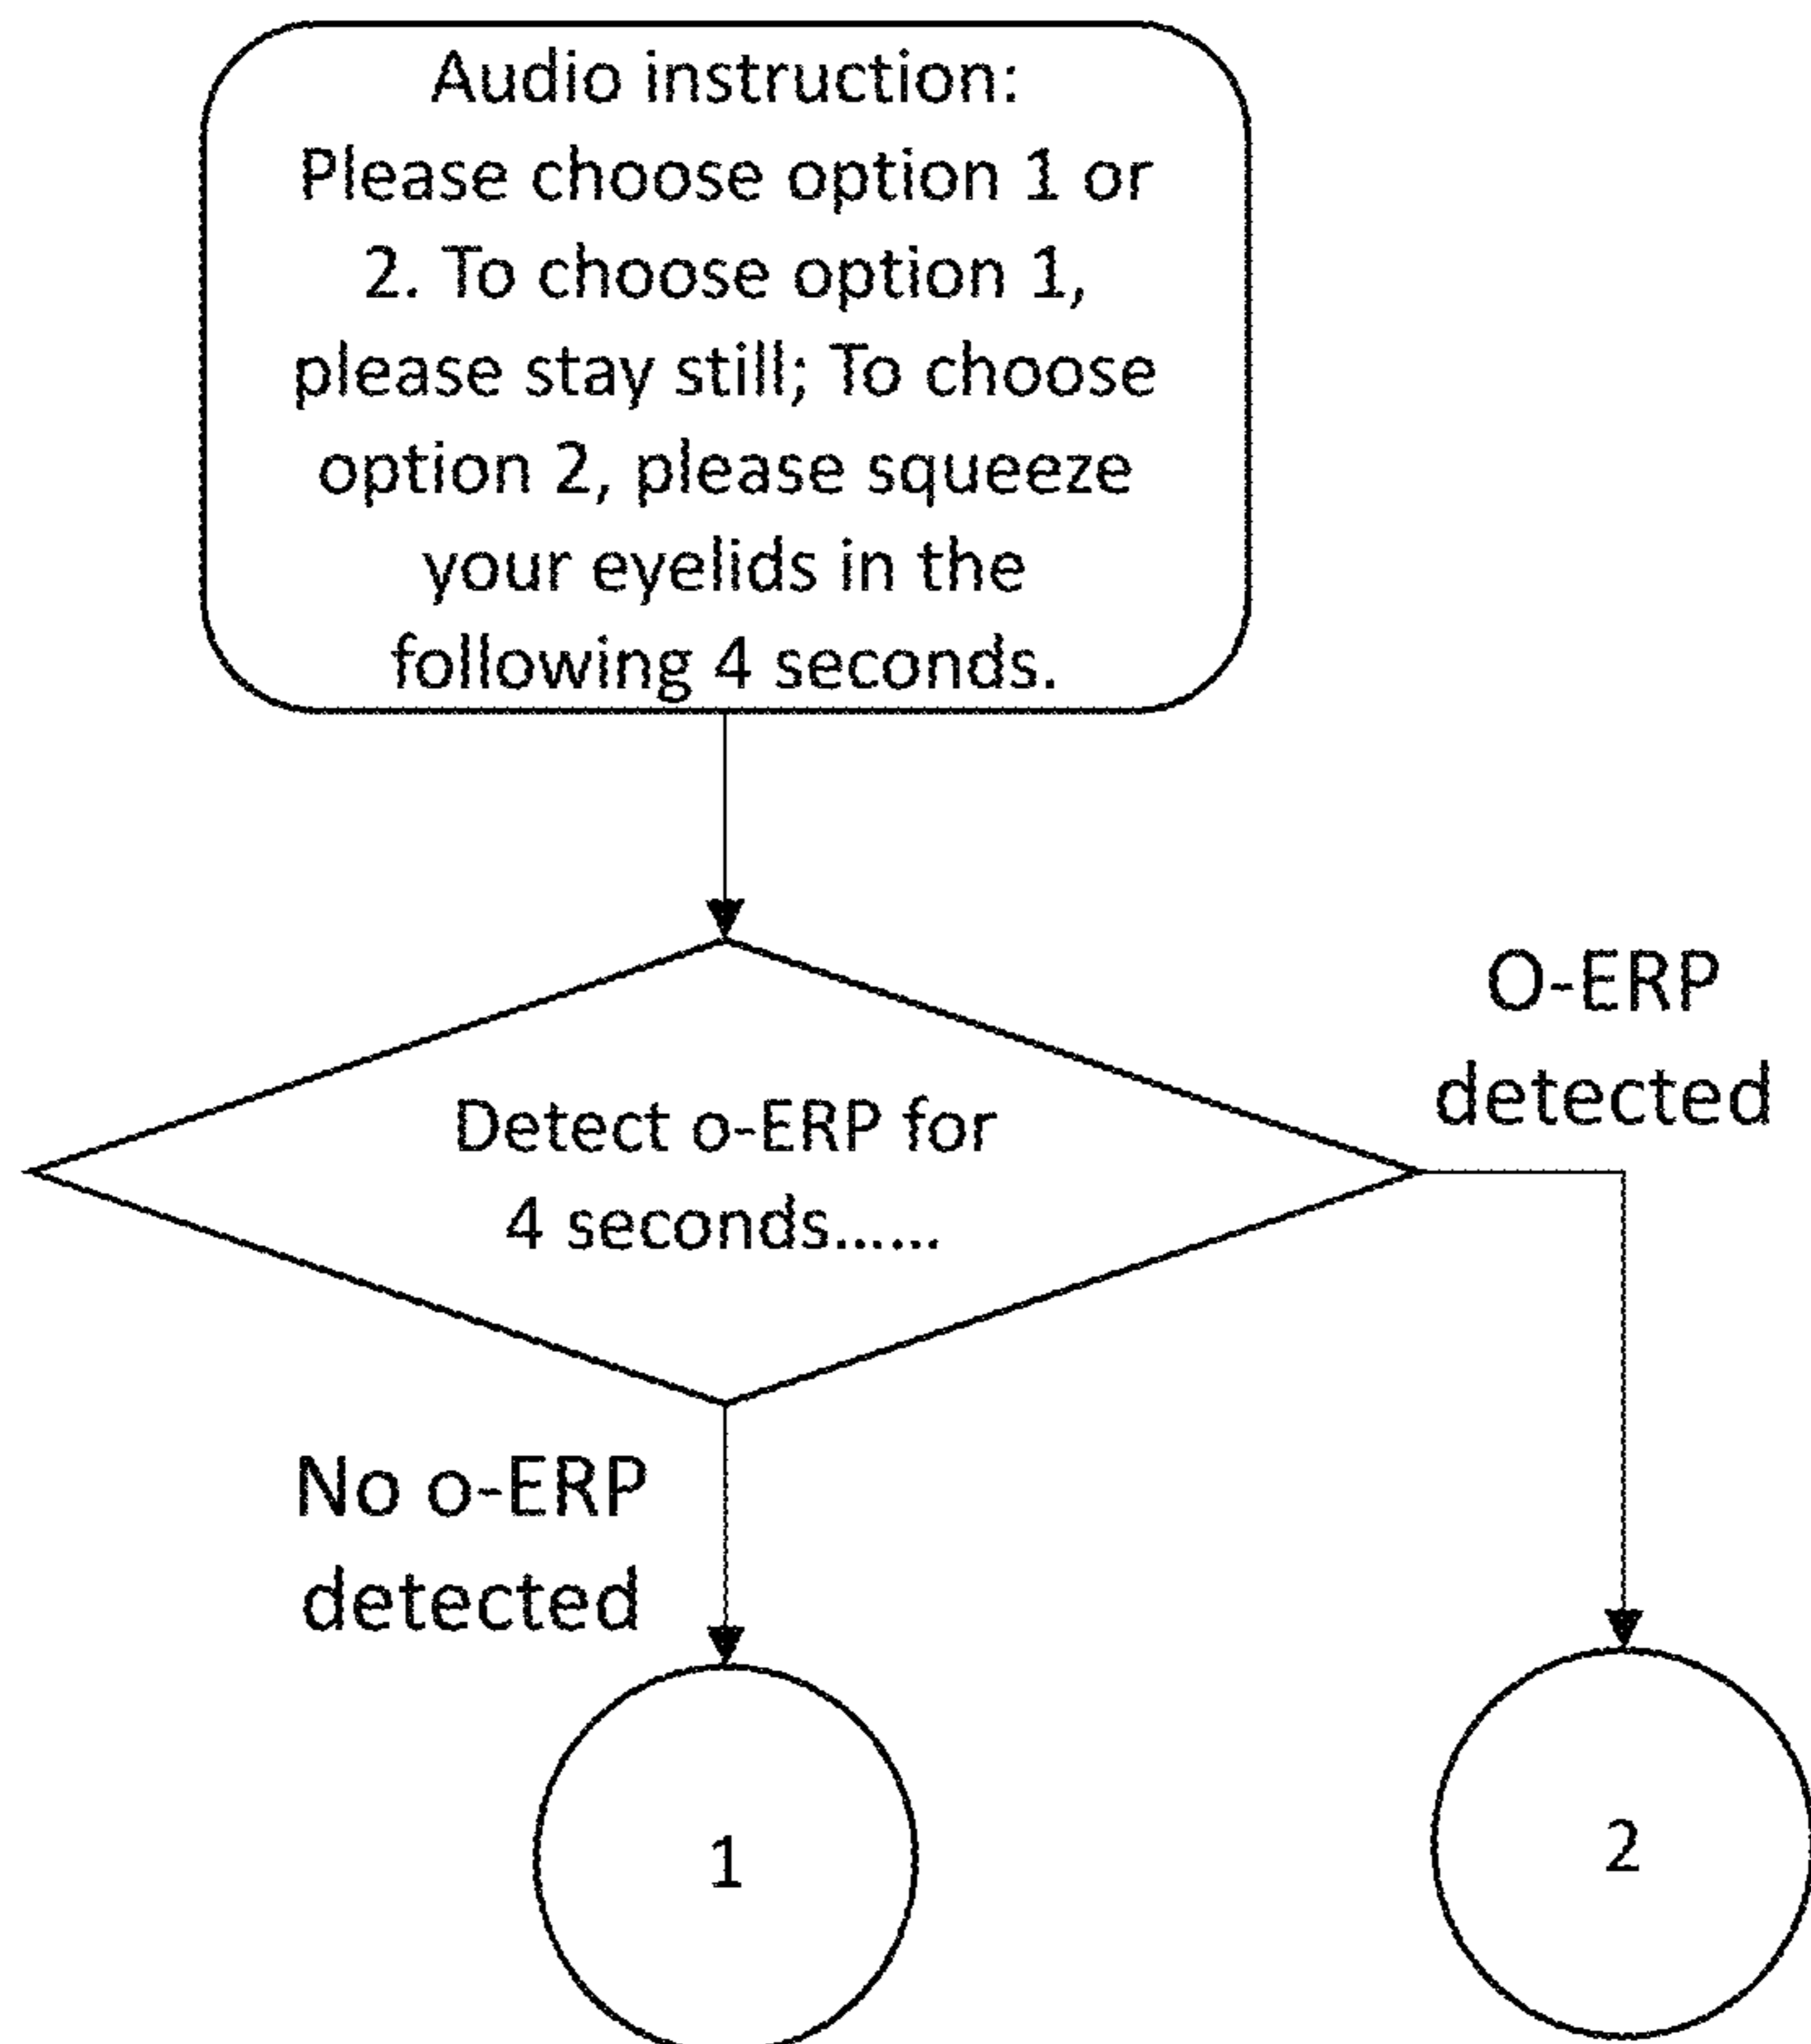 Audio instruction:
Please choose option 1 or
2. To choose option 1,
please stay still; To choose
option 2, please squeeze
your eyelids in the
following 4 seconds.
O-ERP
detected
Detect o-ERP for
4 seconds......
No o-ERP
detected
1
2